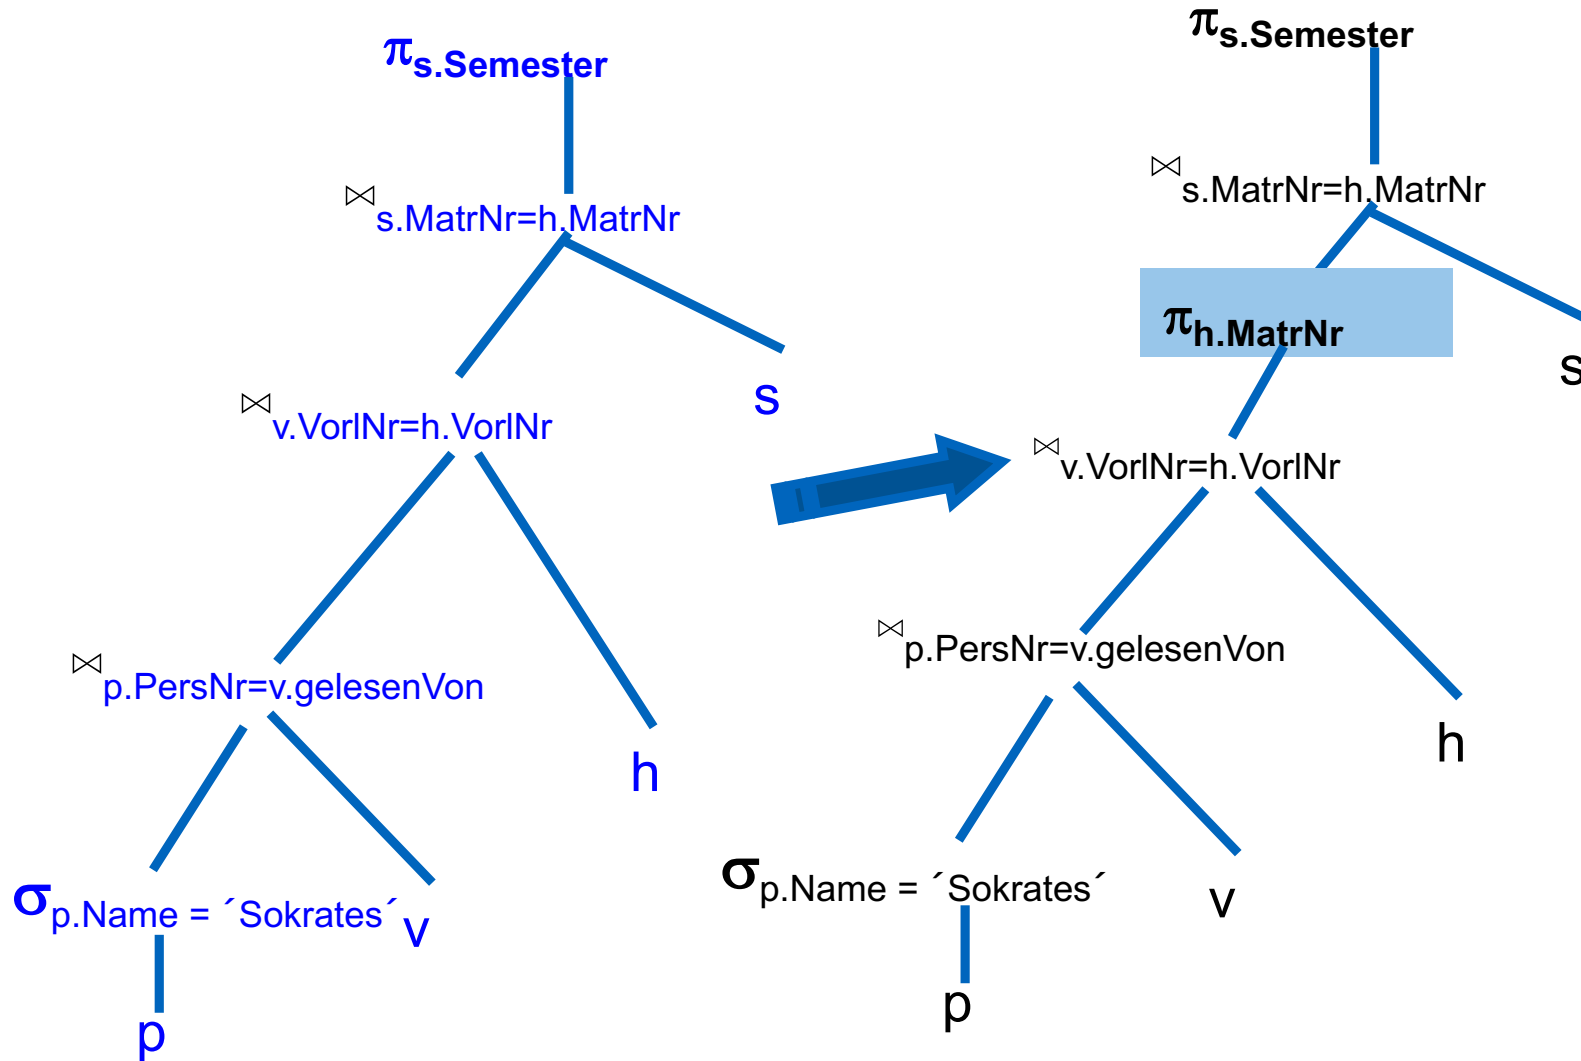 πs.Semester
⋈s.MatrNr=h.MatrNr
s
⋈v.VorlNr=h.VorlNr
⋈p.PersNr=v.gelesenVon
h
σp.Name = ´Sokrates´
v
p
πs.Semester
⋈s.MatrNr=h.MatrNr
πh.MatrNr
s
⋈v.VorlNr=h.VorlNr
⋈p.PersNr=v.gelesenVon
h
σp.Name = ´Sokrates´
v
p